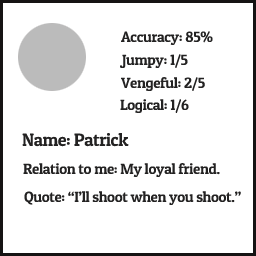 Accuracy: 85%
Jumpy: 1/5
Vengeful: 2/5
Logical: 1/6
Name: Patrick
Relation to me: My loyal friend.
Quote: “I’ll shoot when you shoot.”